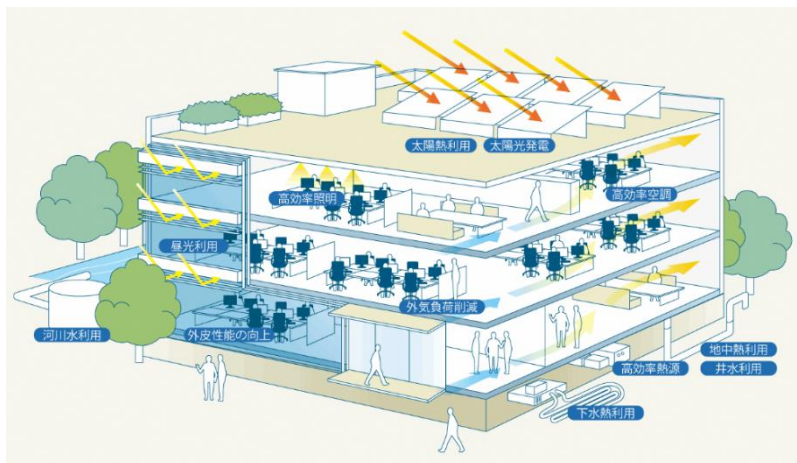 太陽熱利用
太陽光発電
高効率照明
高効率空調
昼光利用
外気負荷削減
河川水利用
外皮性能の向上
地中熱利用
高効率熱源
井水利用
下水熱利用